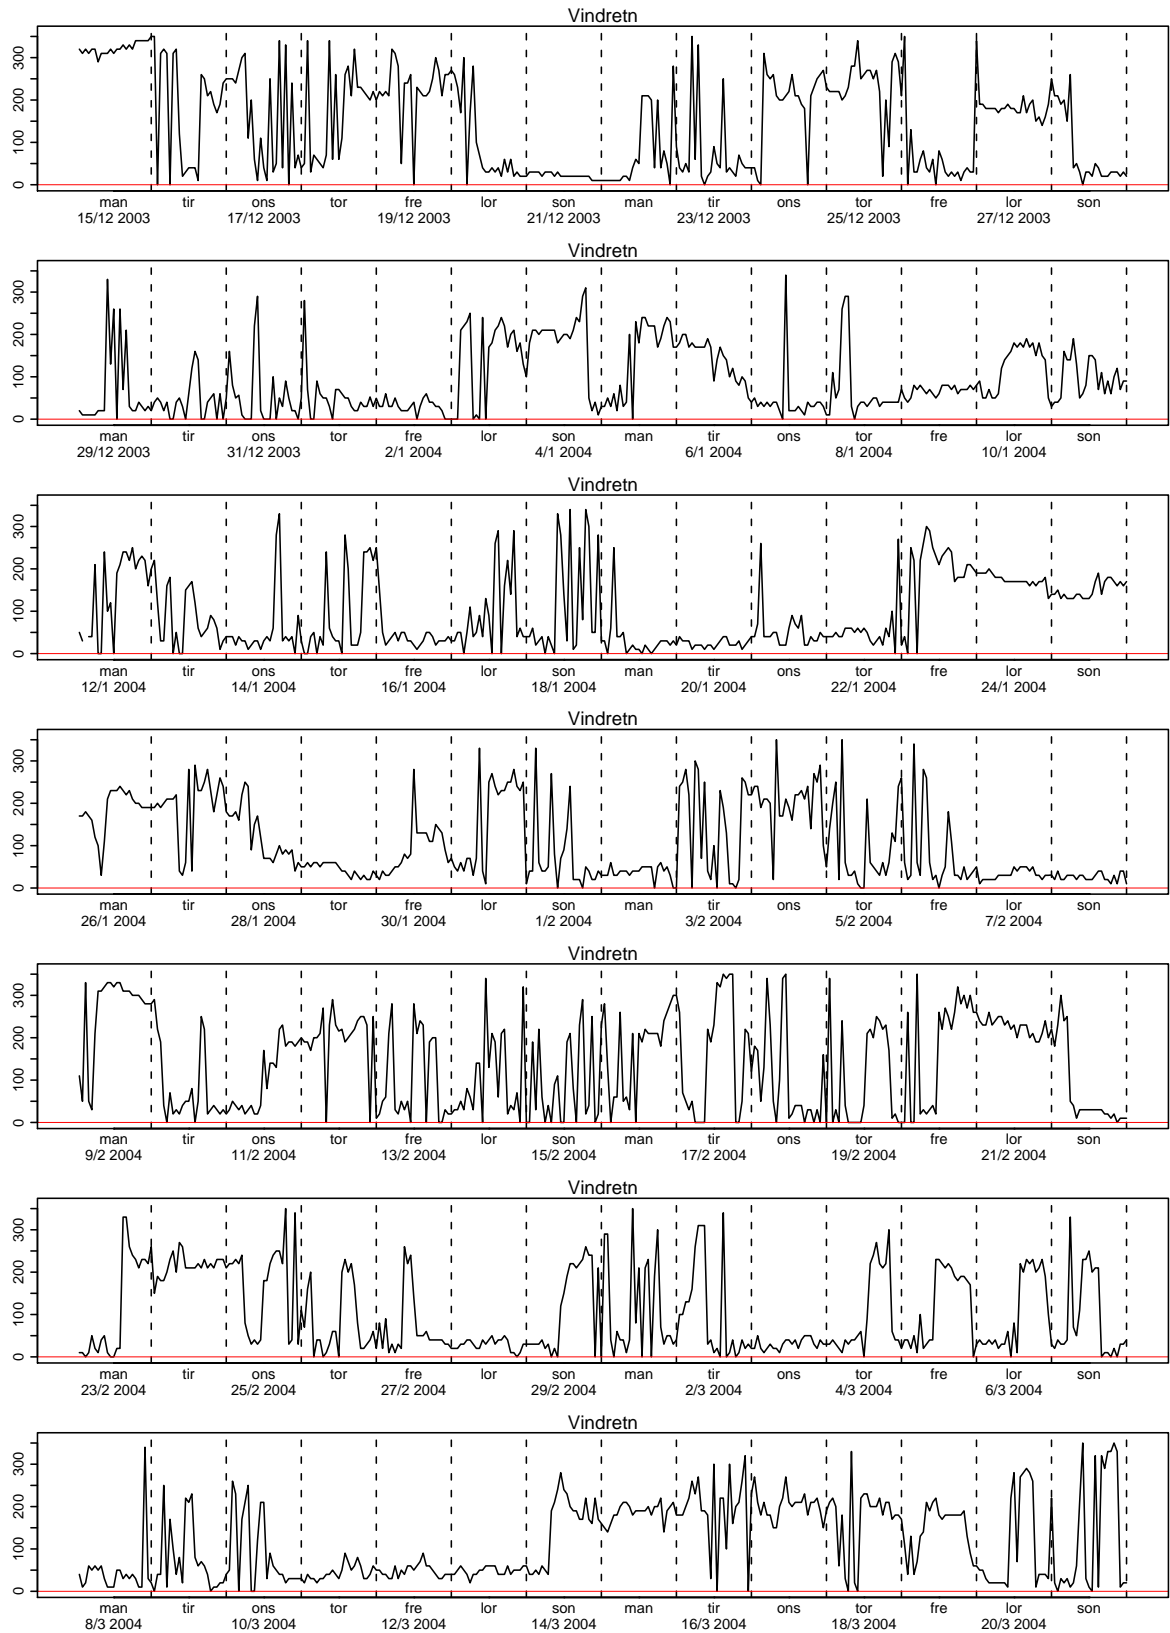 Vindretn
300
200
100
0
man tir ons tor fre lor son man tir ons tor fre lor son
15/12 2003 17/12 2003 19/12 2003 21/12 2003 23/12 2003 25/12 2003 27/12 2003
Vindretn
300
200
100
0
man tir ons tor fre lor son man tir ons tor fre lor son
29/12 2003 31/12 2003 2/1 2004 4/1 2004 6/1 2004 8/1 2004 10/1 2004
Vindretn
300
200
100
0
man tir ons tor fre lor son man tir ons tor fre lor son
12/1 2004 14/1 2004 16/1 2004 18/1 2004 20/1 2004 22/1 2004 24/1 2004
Vindretn
300
200
100
0
man tir ons tor fre lor son man tir ons tor fre lor son
26/1 2004 28/1 2004 30/1 2004 1/2 2004 3/2 2004 5/2 2004 7/2 2004
Vindretn
300
200
100
0
man tir ons tor fre lor son man tir ons tor fre lor son
9/2 2004 11/2 2004 13/2 2004 15/2 2004 17/2 2004 19/2 2004 21/2 2004
Vindretn
300
200
100
0
man tir ons tor fre lor son man tir ons tor fre lor son
23/2 2004 25/2 2004 27/2 2004 29/2 2004 2/3 2004 4/3 2004 6/3 2004
Vindretn
300
200
100
0
man tir ons tor fre lor son man tir ons tor fre lor son
8/3 2004 10/3 2004 12/3 2004 14/3 2004 16/3 2004 18/3 2004 20/3 2004